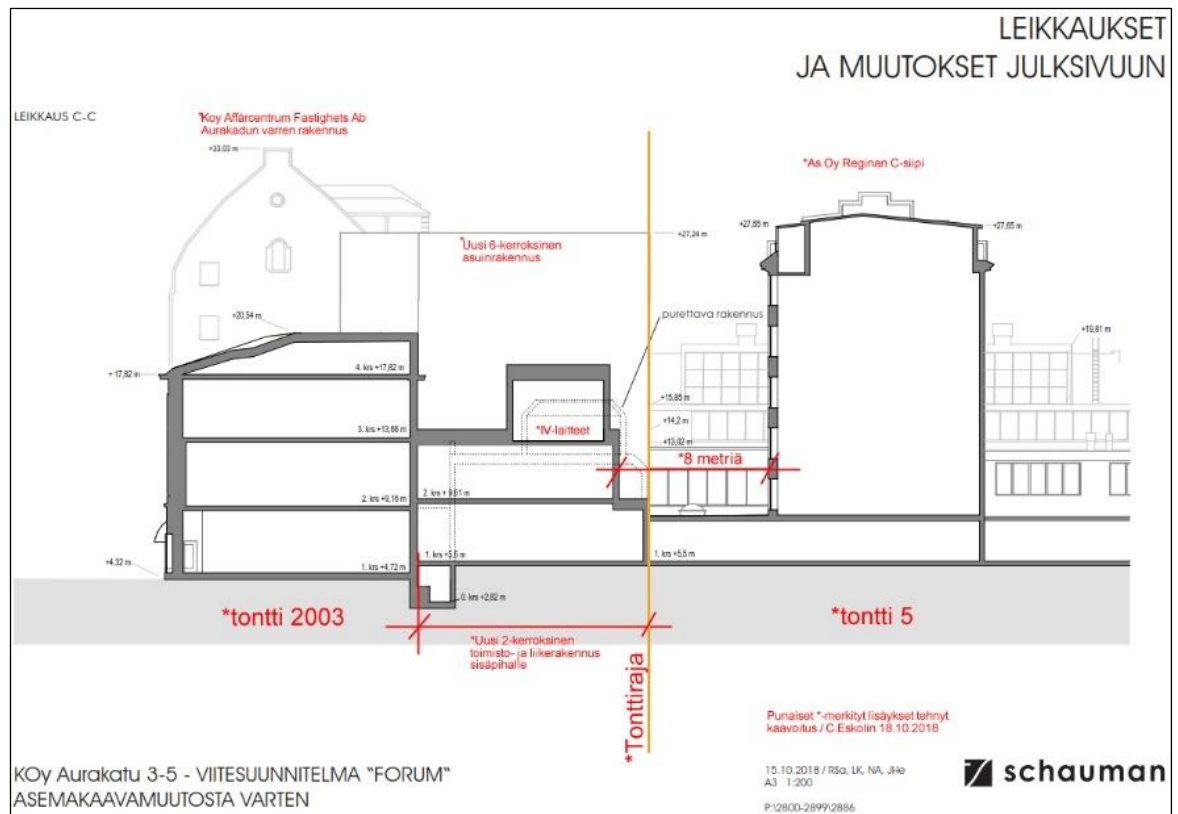 LEIKKAUKSET
JA MUUTOKSET JULKSIVUUN
LEIKKAUS C-C
*Koy Affärcentrum Fastighets Ab
Aurakadun varren rakennus
+33,03 m
*As Oy Reginan C-siipi
+27,65 m
+27,65 m
+27,24 m
*Uusi 6-kerroksinen
asuinrakennus
+20,54 m
purettava rakennus
+19,81 m
+17,82 m
4. krs +17,82 m
+15,85 m
+14,2 m
+13,02 m
3. krs +13,66 m
*IV-laitteet
*8 metriä
2. krs +9,16 m
2. krs +9,61 m
+4,32 m
1. krs +4,72 m
1. krs +5,5 m
1. krs +5,5 m
0. krs +2,82 m
*tontti 2003
*tontti 5
*Uusi 2-kerroksinen
toimisto- ja liikerakennus
sisäpihalle
*Tonttiraja
Punaiset *-merkityt lisäykset tehnyt
kaavoitus / C.Eskolin 18.10.2018
KOy Aurakatu 3-5 - VIITESUUNNITELMA "FORUM"
ASEMAKAAVAMUUTOSTA VARTEN
15.10.2018 / RSa, LK, NA, JHe
A3 1:200
P:\2800-2899\2886
schauman